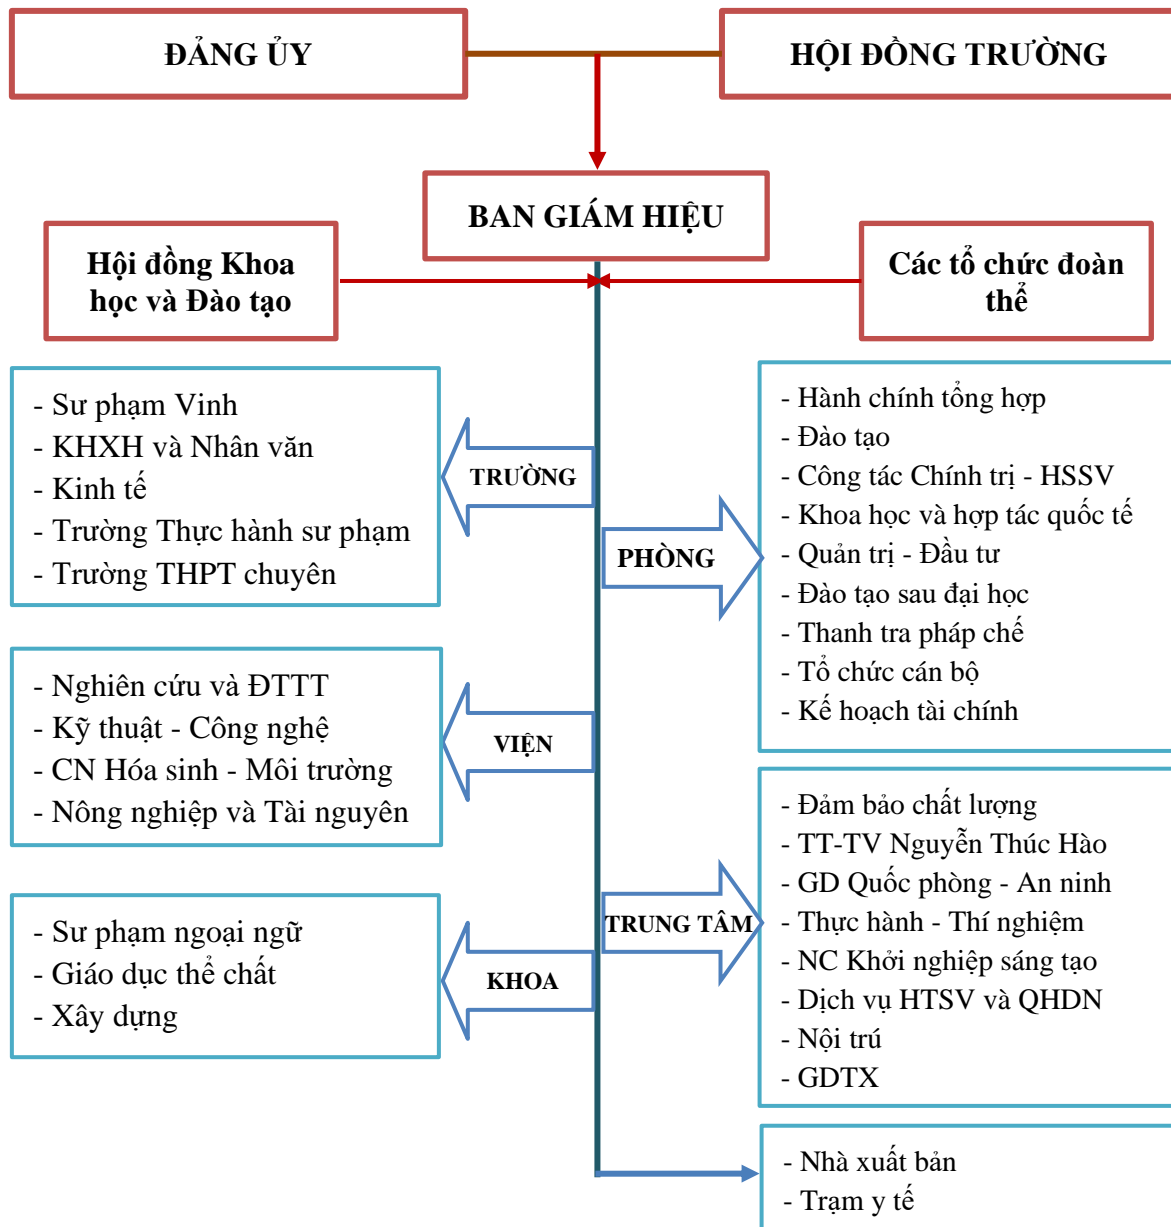 ĐẢNG ỦY
HỘI ĐỒNG TRƯỜNG
BAN GIÁM HIỆU
Hội đồng Khoa
học và Đào tạo
Các tổ chức đoàn
thể
- Sư phạm Vinh
- KHXH và Nhân văn
- Kinh tế
- Trường Thực hành sư phạm
- Trường THPT chuyên
TRƯỜNG
PHÒNG
- Hành chính tổng hợp
- Đào tạo
- Công tác Chính trị - HSSV
- Khoa học và hợp tác quốc tế
- Quản trị - Đầu tư
- Đào tạo sau đại học
- Thanh tra pháp chế
- Tổ chức cán bộ
- Kế hoạch tài chính
- Nghiên cứu và ĐTTT
- Kỹ thuật - Công nghệ
- CN Hóa sinh - Môi trường
- Nông nghiệp và Tài nguyên
VIỆN
TRUNG TÂM
- Đảm bảo chất lượng
- TT-TV Nguyễn Thúc Hào
- GD Quốc phòng - An ninh
- Thực hành - Thí nghiệm
- NC Khởi nghiệp sáng tạo
- Dịch vụ HTSV và QHDN
- Nội trú
- GDTX
- Sư phạm ngoại ngữ
- Giáo dục thể chất
- Xây dựng
KHOA
- Nhà xuất bản
- Trạm y tế